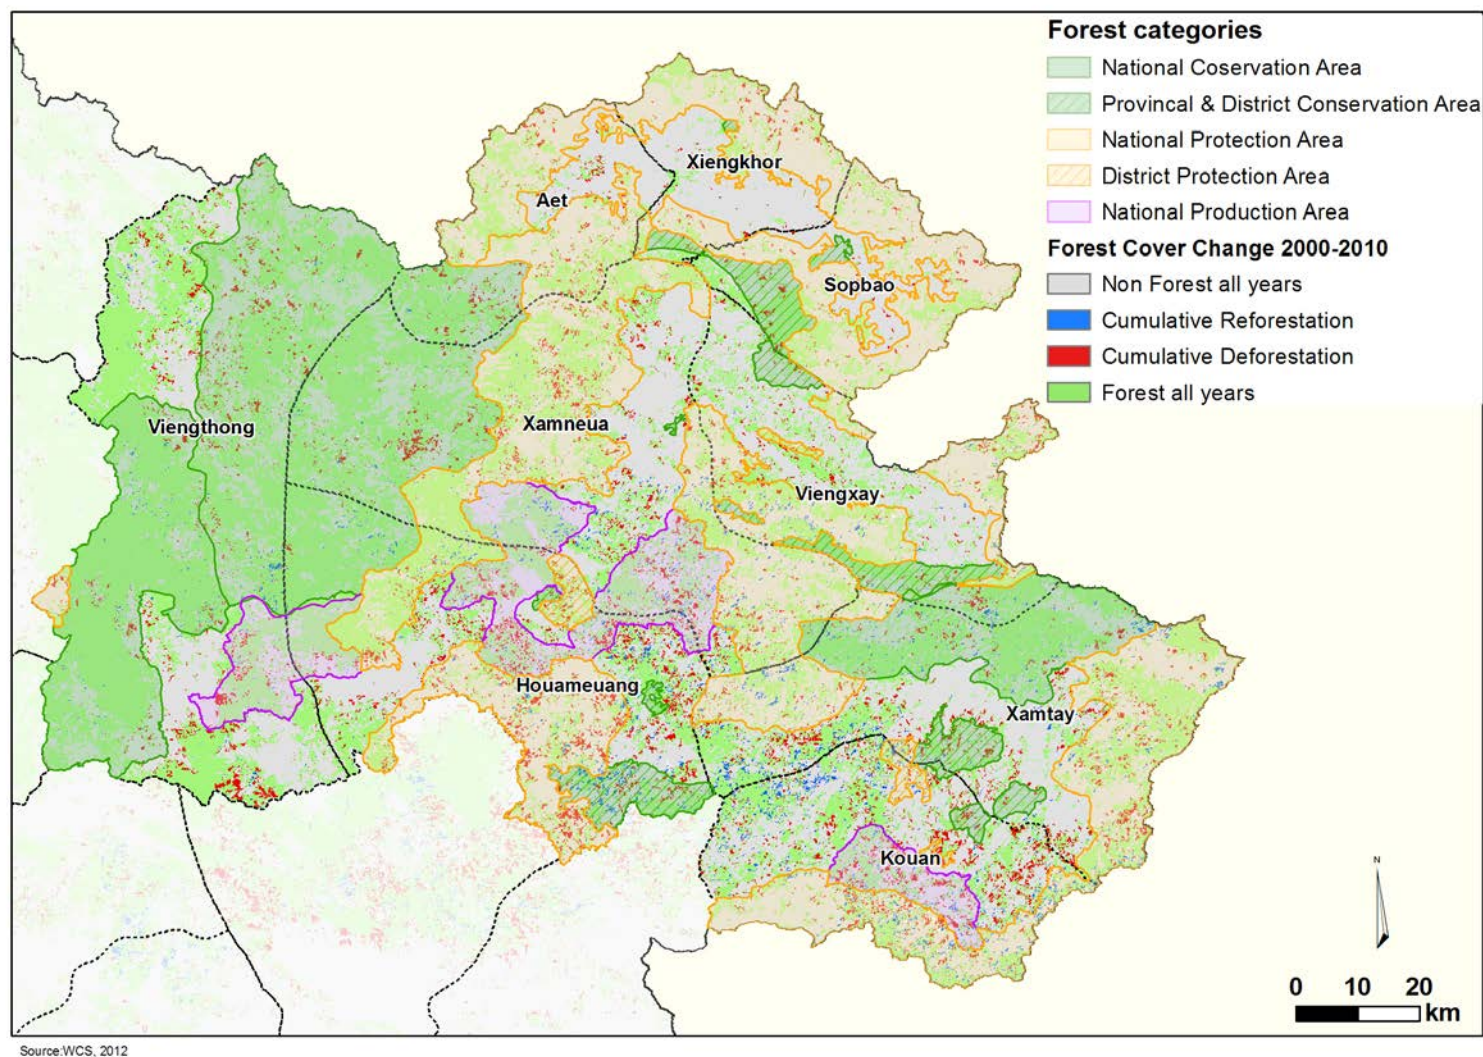 Forest categories
National Coservation Area
Provincal & District Conservation Area
National Protection Area
District Protection Area
National Production Area
Forest Cover Change 2000-2010
Non Forest all years
Cumulative Reforestation
Cumulative Deforestation
Forest all years
Xiengkhor
Aet
Sopbao
Viengthong
Xamneua
Viengxay
Houameuang
Xamtay
Kouan
N
0 10 20
km
Source:WCS, 2012